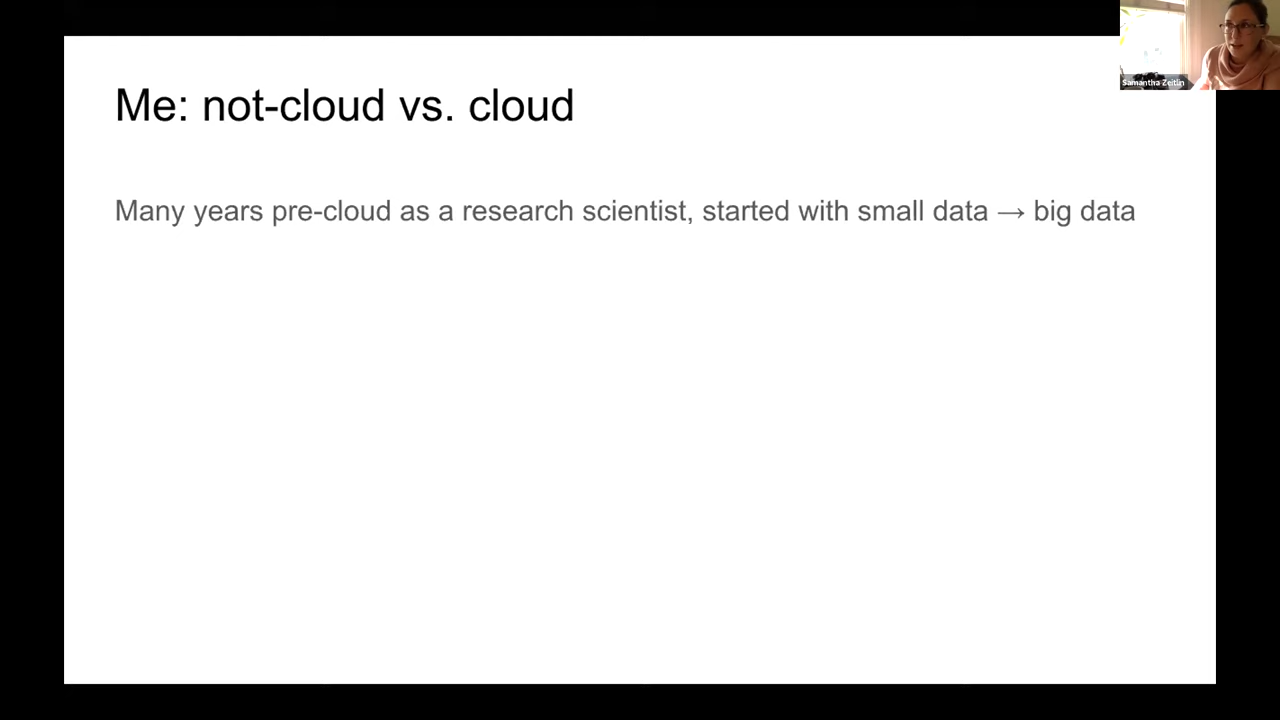 Me: not-cloud vs. cloud
Samantha Zeitlin
Many years pre-cloud as a research scientist, started with small data → big data